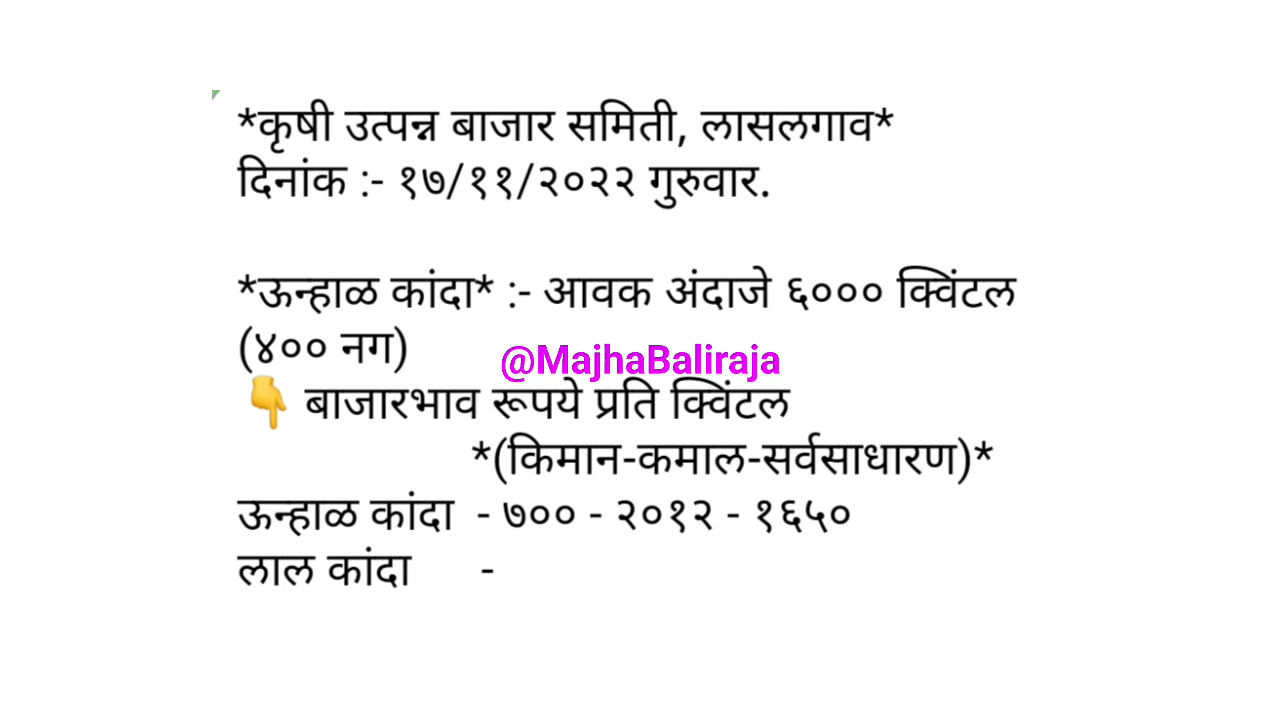 *कृषी उत्पन्न बाजार समिती, लासलगाव*
दिनांक :- १७/११/२०२२ गुरुवार.
*ऊन्हाळ कांदा* :- आवक अंदाजे ६००० क्विंटल
(४०० नग)
@MajhaBaliraja
👇 बाजारभाव रूपये प्रति क्विंटल
*(किमान-कमाल-सर्वसाधारण)*
ऊन्हाळ कांदा - ७०० - २०१२ - १६५०
लाल कांदा -